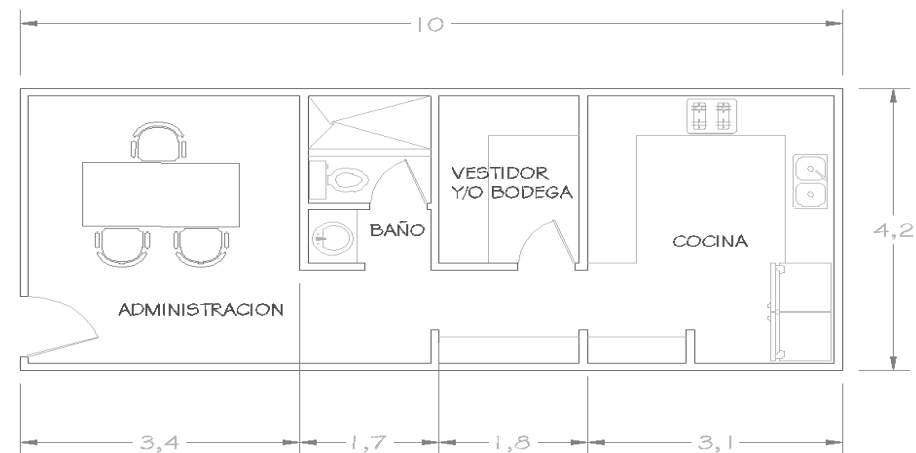 10
VESTIDOR
Y/O BODEGA
BAÑO
COCINA
4,2
ADMINISTRACION
3,4
1,7
1,8
3,1